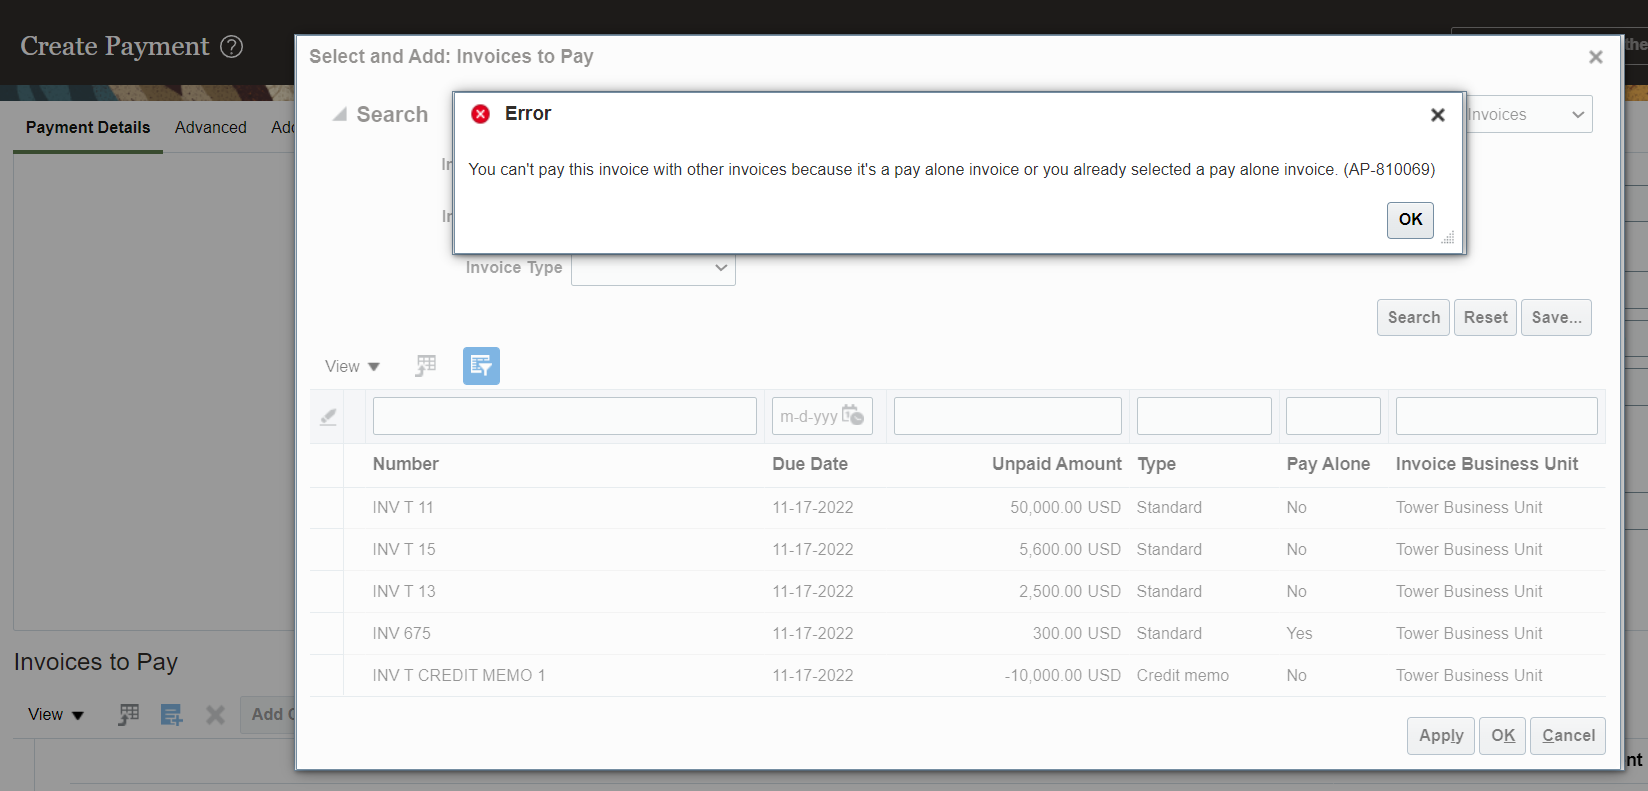 Create Payment ?
the
Select and Add: Invoices to Pay
Payment Details Advanced
Search
Invoices
Error
You can't pay this invoice with other invoices because it's a pay alone invoice or you already selected a pay alone invoice. (AP-810069)
OK
Invoice Type
Search Reset Save...
View
m-d-yyy
Number Due Date Unpaid Amount Type Pay Alone Invoice Business Unit
INV T 11 11-17-2022 50,000.00 USD Standard No Tower Business Unit
INV T 15 11-17-2022 5,600.00 USD Standard No Tower Business Unit
INV T 13 11-17-2022 2,500.00 USD Standard No Tower Business Unit
INV 675 11-17-2022 300.00 USD Standard Yes Tower Business Unit
INV T CREDIT MEMO 1 11-17-2022 -10,000.00 USD Credit memo No Tower Business Unit
Invoices to Pay
View Add
Apply OK Cancel
nt